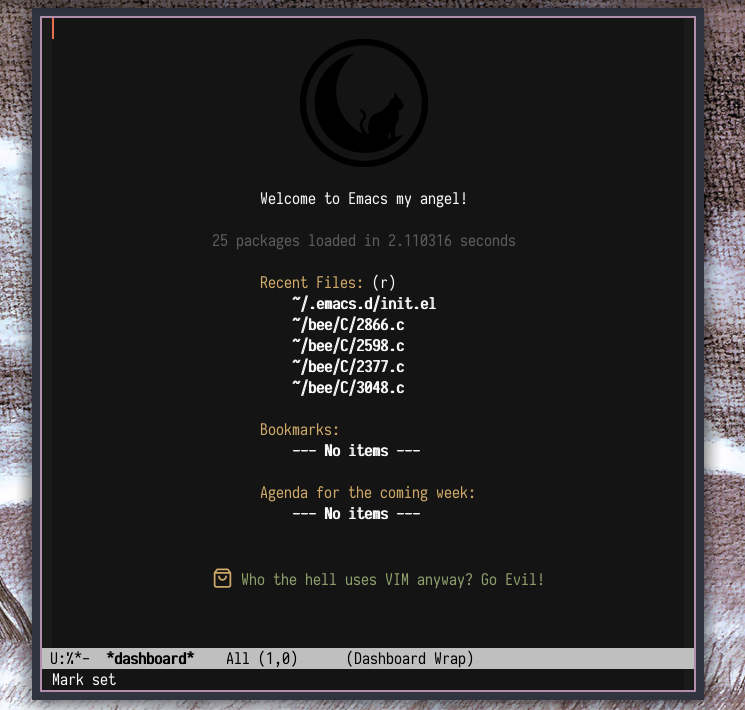 Welcome to Emacs my angel!
25 packages loaded in 2.110316 seconds
Recent Files: (r)
~/.emacs.d/init.el
~/bee/C/2866.c
~/bee/C/2598.c
~/bee/C/2377.c
~/bee/C/3048.c
Bookmarks:
--- No items ---
Agenda for the coming week:
--- No items ---
Who the hell uses VIM anyway? Go Evil!
U:%*- *dashboard* All (1,0) (Dashboard Wrap)
Mark set